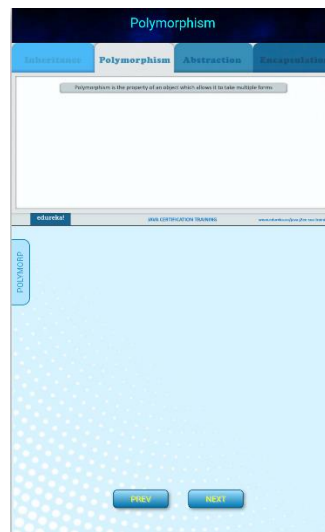 Polymorphism
Inheritance Polymorphism Abstraction Encapsulation
Polymorphism is the property of an object which allows it to take multiple forms
edureka! JAVA CERTIFICATION TRAINING
POLYMORP
PREV NEXT